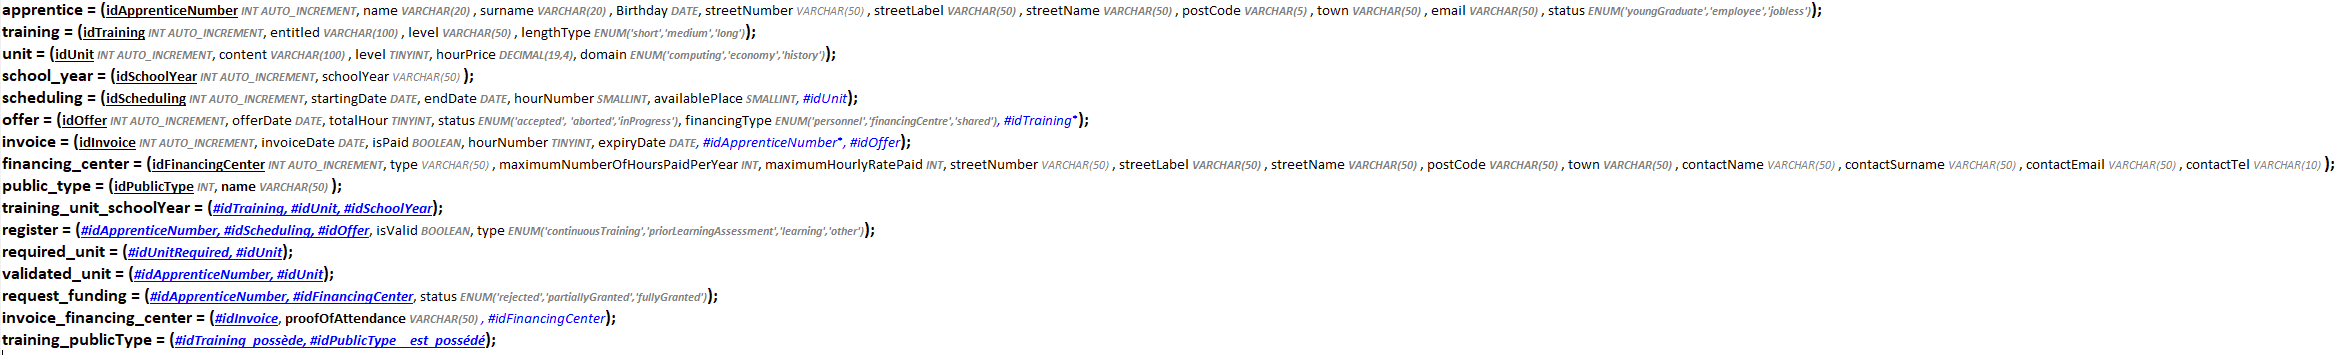 apprentice = (idApprenticeNumber INT AUTO_INCREMENT, name VARCHAR(20) , surname VARCHAR(20) , Birthday DATE, streetNumber VARCHAR(50) , streetLabel VARCHAR(50) , streetName VARCHAR(50) , postCode VARCHAR(5) , town VARCHAR(50) , email VARCHAR(50) , status ENUM('youngGraduate','employee','jobless'));
training = (idTraining INT AUTO_INCREMENT, entitled VARCHAR(100) , level VARCHAR(50) , lengthType ENUM('short','medium','long'));
unit = (idUnit INT AUTO_INCREMENT, content VARCHAR(100) , level TINYINT, hourPrice DECIMAL(19,4), domain ENUM('computing','economy','history'));
school_year = (idSchoolYear INT AUTO_INCREMENT, schoolYear VARCHAR(50) );
scheduling = (idScheduling INT AUTO_INCREMENT, startingDate DATE, endDate DATE, hourNumber SMALLINT, availablePlace SMALLINT, #idUnit);
offer = (idOffer INT AUTO_INCREMENT, offerDate DATE, totalHour TINYINT, status ENUM('accepted', 'aborted','inProgress'), financingType ENUM('personnel','financingCentre','shared'), #idTraining*);
invoice = (idInvoice INT AUTO_INCREMENT, invoiceDate DATE, isPaid BOOLEAN, hourNumber TINYINT, expiryDate DATE, #idApprenticeNumber*, #idOffer);
financing_center = (idFinancingCenter INT AUTO_INCREMENT, type VARCHAR(50) , maximumNumberOfHoursPaidPerYear INT, maximumHourlyRatePaid INT, streetNumber VARCHAR(50) , streetLabel VARCHAR(50) , streetName VARCHAR(50) , postCode VARCHAR(50) , town VARCHAR(50) , contactName VARCHAR(50) , contactSurname VARCHAR(50) , contactEmail VARCHAR(50) , contactTel VARCHAR(10) );
public_type = (idPublicType INT, name VARCHAR(50) );
training_unit_schoolYear = (#idTraining, #idUnit, #idSchoolYear);
register = (#idApprenticeNumber, #idScheduling, #idOffer, isValid BOOLEAN, type ENUM('continuousTraining','priorLearningAssessment','learning','other'));
required_unit = (#idUnitRequired, #idUnit);
validated_unit = (#idApprenticeNumber, #idUnit);
request_funding = (#idApprenticeNumber, #idFinancingCenter, status ENUM('rejected','partiallyGranted','fullyGranted'));
invoice_financing_center = (#idInvoice, proofOfAttendance VARCHAR(50) , #idFinancingCenter);
training_publicType = (#idTraining_possède, #idPublicType__est_possédé);